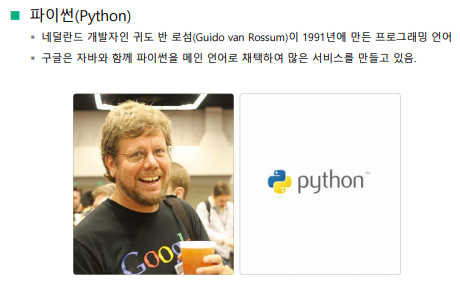 파이썬(Python)
네덜란드 개발자인 귀도 반 로섬(Guido van Rossum)이 1991년에 만든 프로그래밍 언어
구글은 자바와 함께 파이썬을 메인 언어로 채택하여 많은 서비스를 만들고 있음.
Google
python™